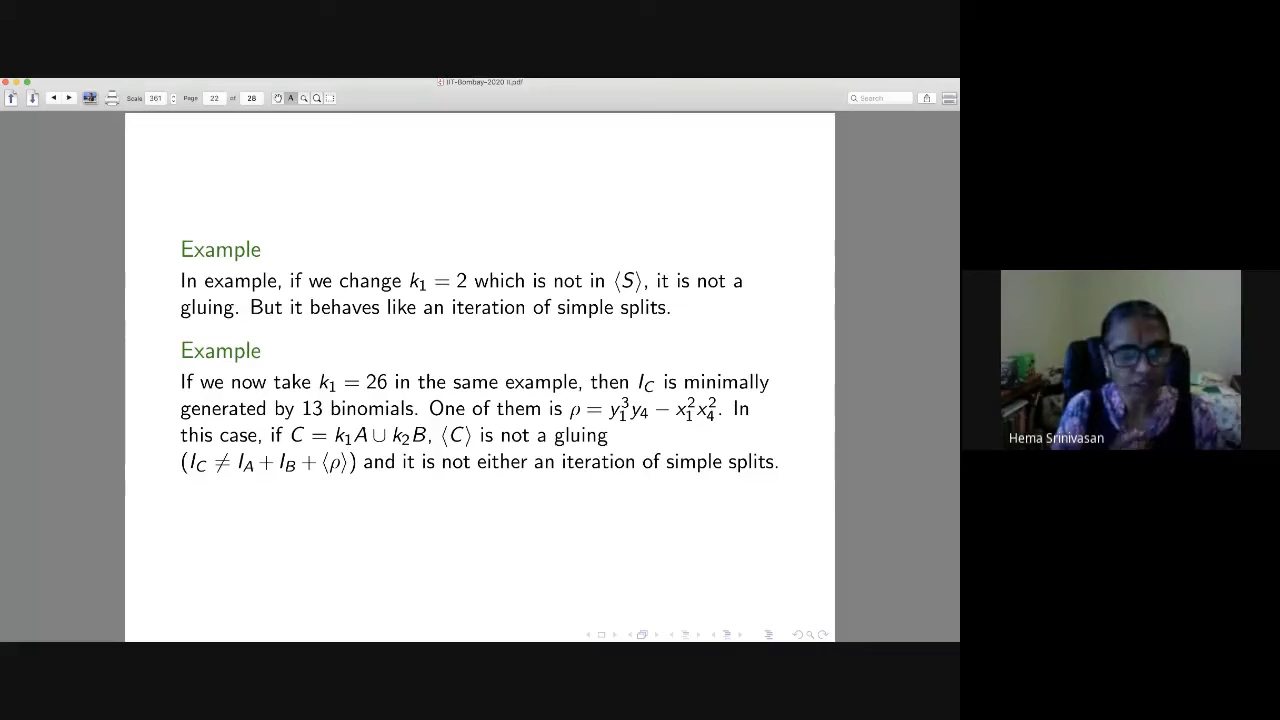 IIT-Bombay-2020 II.pdf
Scale 361 Page 22 of 28 Search
Example
In example, if we change k₁ = 2 which is not in ⟨S⟩, it is not a
gluing. But it behaves like an iteration of simple splits.
Example
If we now take k₁ = 26 in the same example, then I_C is minimally
generated by 13 binomials. One of them is ρ = y₁³y₄ − x₁²x₄². In
this case, if C = k₁A ∪ k₂B, ⟨C⟩ is not a gluing
(I_C ≠ I_A + I_B + ⟨ρ⟩) and it is not either an iteration of simple splits.
Hema Srinivasan